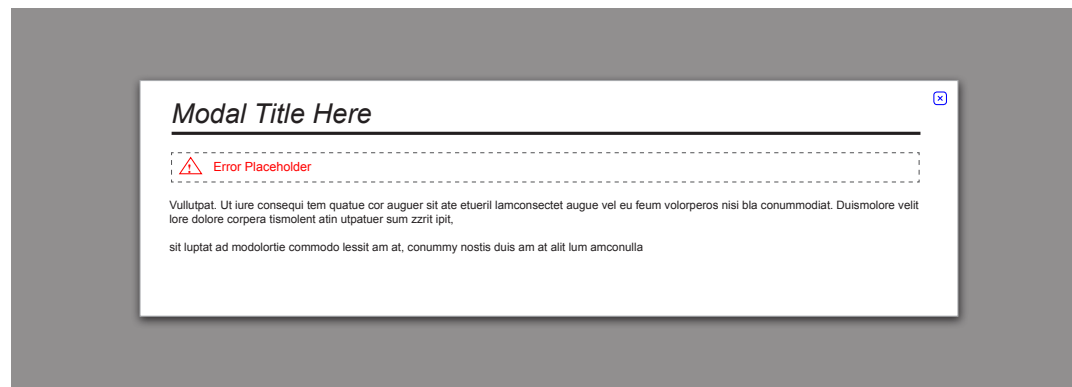 Modal Title Here
Error Placeholder
Vullutpat. Ut iure consequi tem quatue cor auguer sit ate etueril lamconsectet augue vel eu feum volorperos nisi bla conummodiat. Duismolore velit
lore dolore corpera tismolent atin utpatuer sum zzrit ipit,
sit luptat ad modolortie commodo lessit am at, conummy nostis duis am at alit lum amconulla